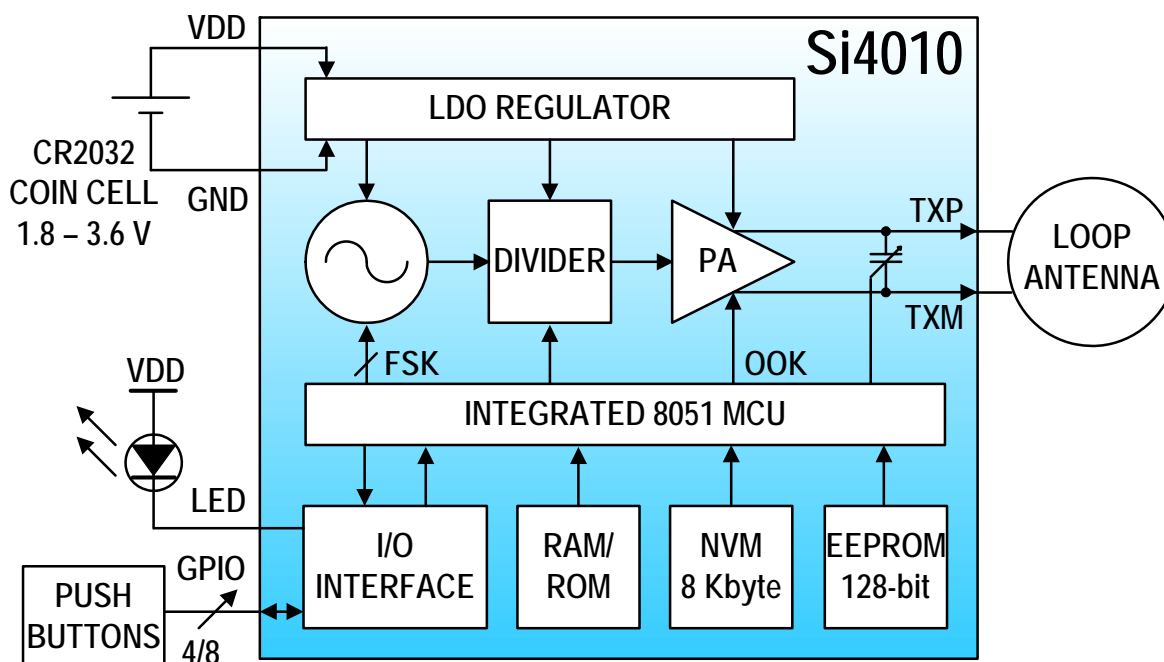 VDD
Si4010
LDO REGULATOR
CR2032
COIN CELL
1.8 – 3.6 V
GND
TXP
LOOP
ANTENNA
DIVIDER
PA
TXM
FSK
OOK
VDD
INTEGRATED 8051 MCU
LED
I/O
INTERFACE
RAM/
ROM
NVM
8 Kbyte
EEPROM
128-bit
GPIO
PUSH
BUTTONS
4/8